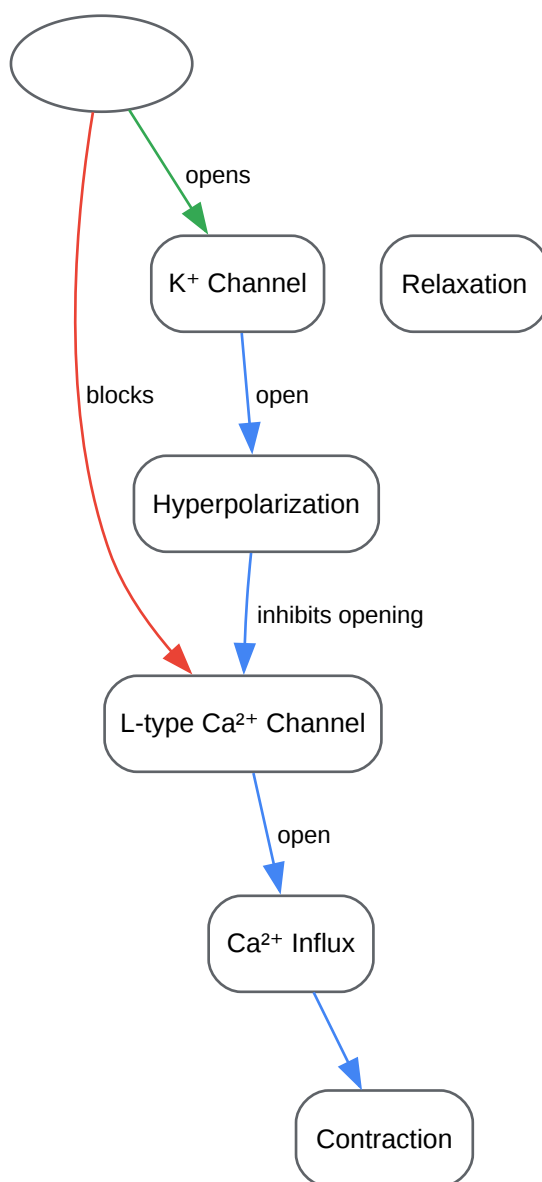 opens
K⁺ Channel
Relaxation
blocks
open
Hyperpolarization
inhibits opening
L-type Ca²⁺ Channel
open
Ca²⁺ Influx
Contraction